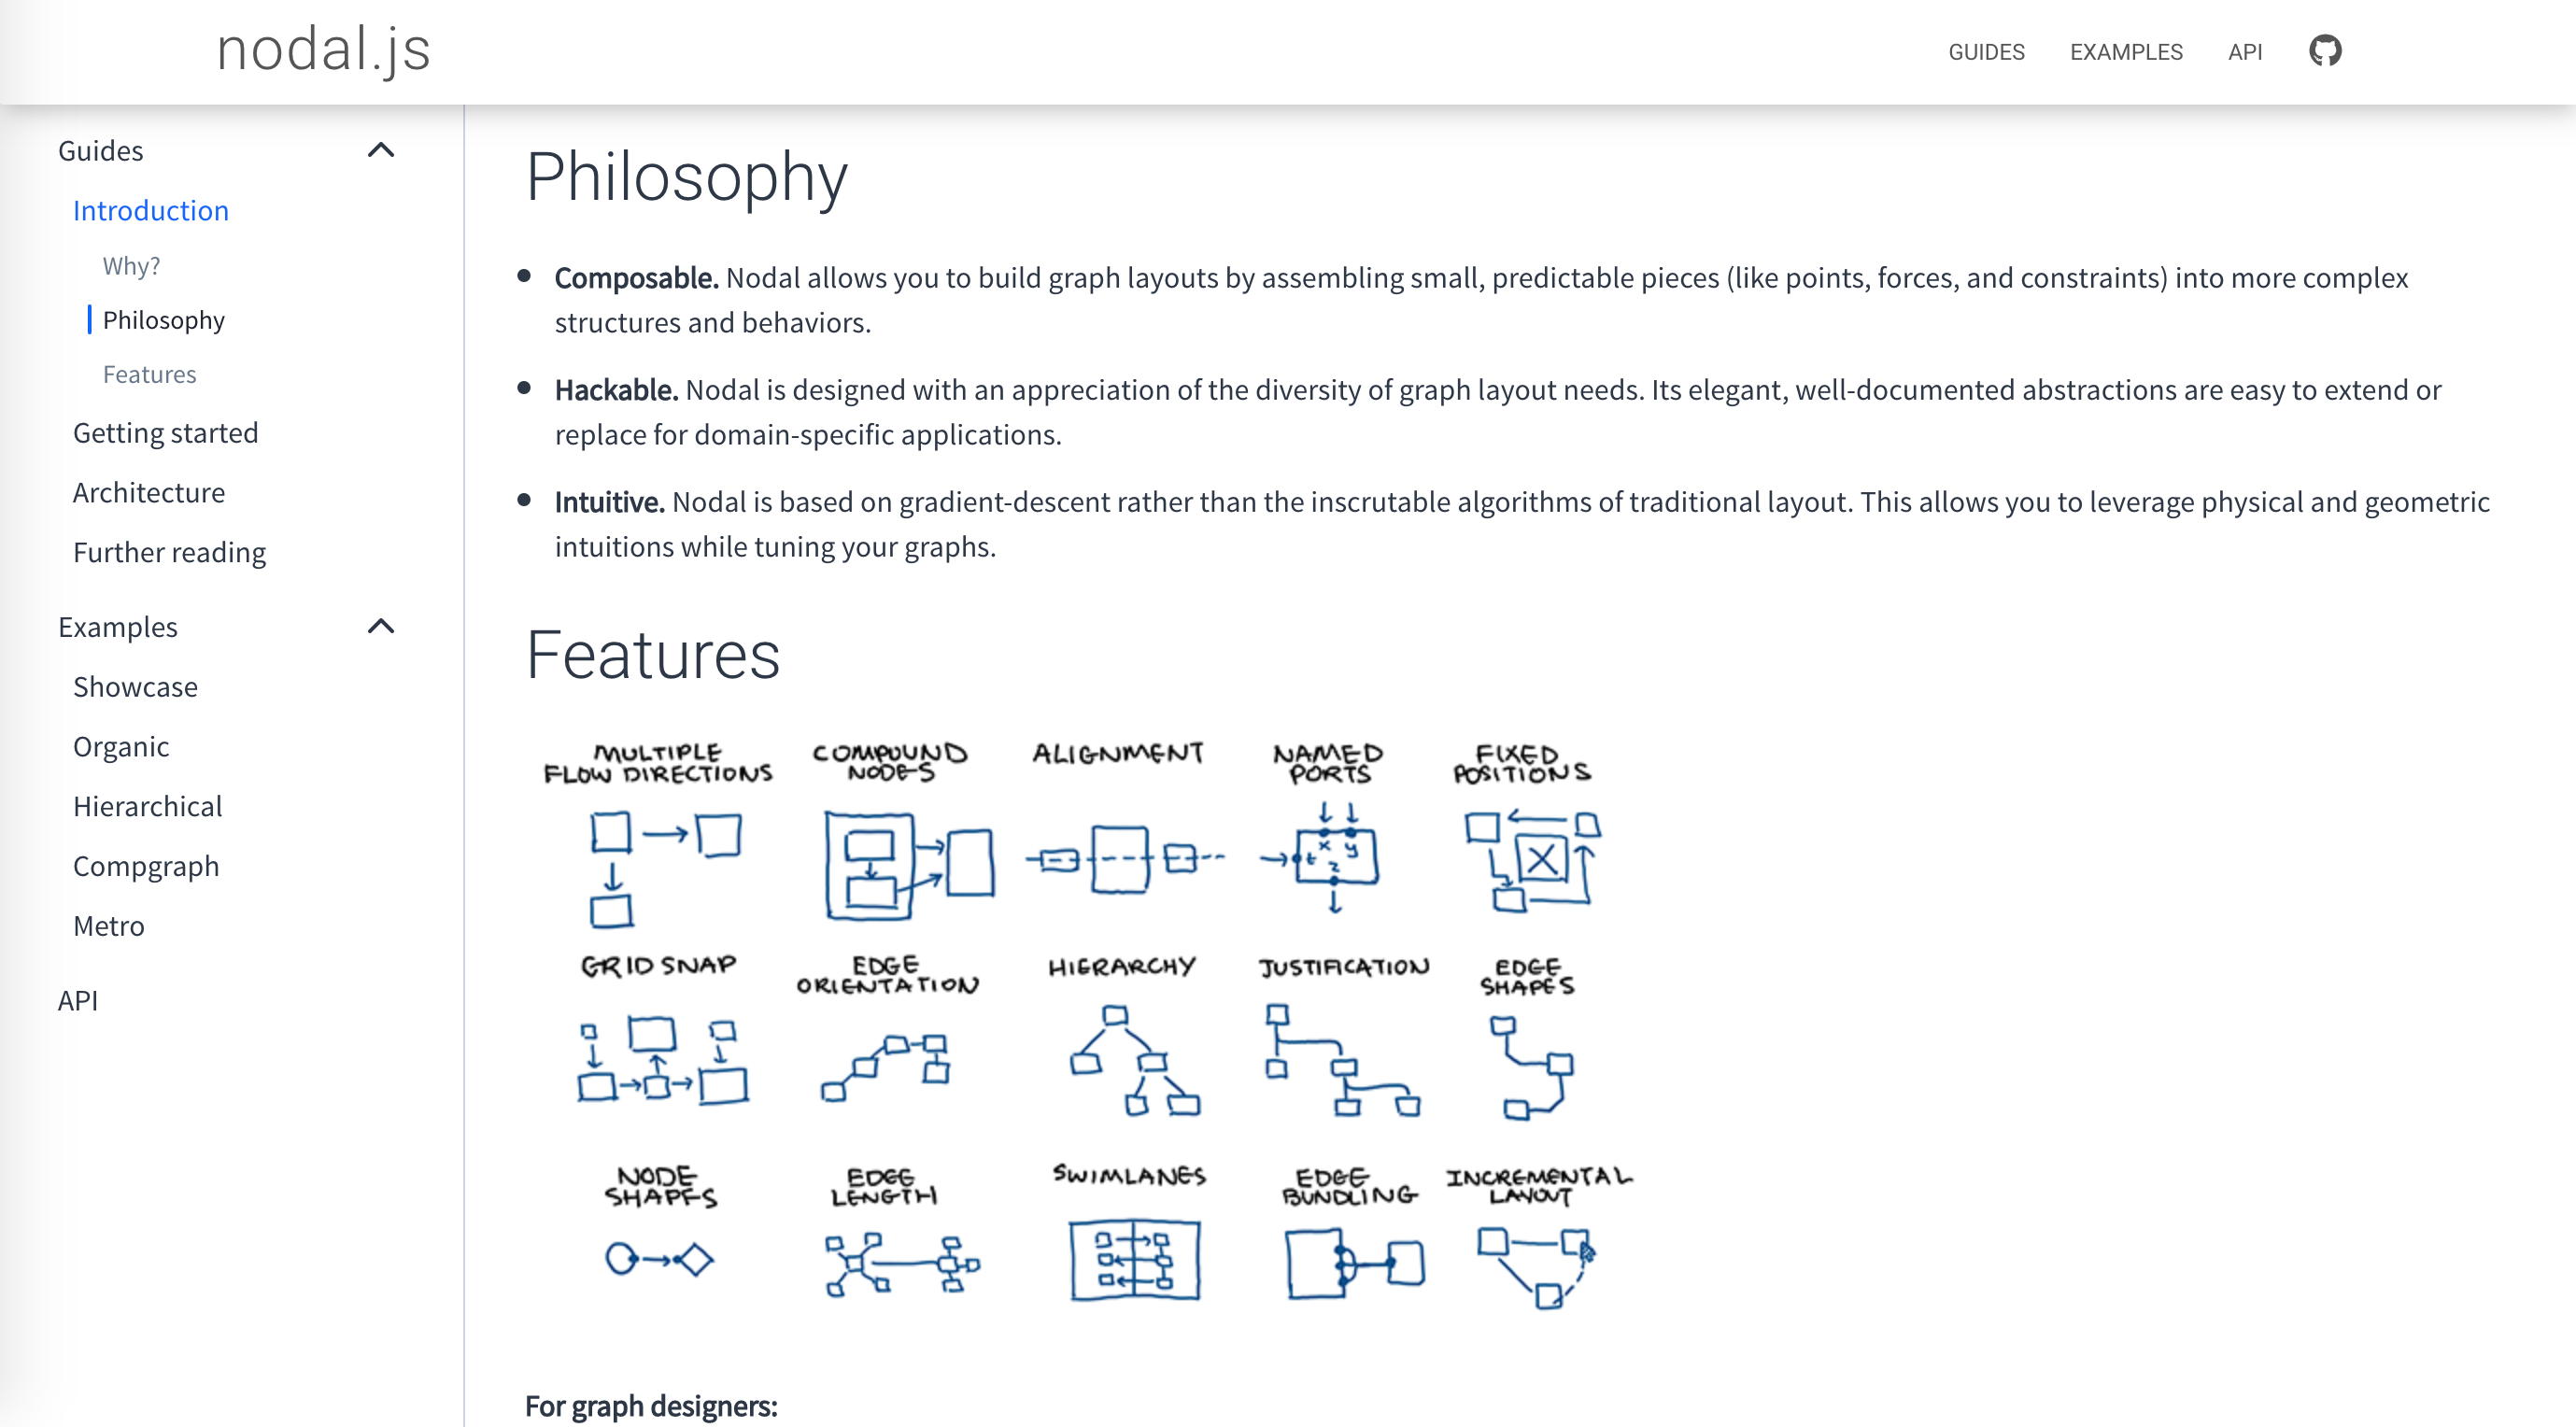 nodal.js
GUIDES EXAMPLES API
Guides
Introduction
Why?
Philosophy
Features
Getting started
Architecture
Further reading
Examples
Showcase
Organic
Hierarchical
Compgraph
Metro
API
Philosophy
Composable. Nodal allows you to build graph layouts by assembling small, predictable pieces (like points, forces, and constraints) into more complex
structures and behaviors.
Hackable. Nodal is designed with an appreciation of the diversity of graph layout needs. Its elegant, well-documented abstractions are easy to extend or
replace for domain-specific applications.
Intuitive. Nodal is based on gradient-descent rather than the inscrutable algorithms of traditional layout. This allows you to leverage physical and geometric
intuitions while tuning your graphs.
Features
MULTIPLE
FLOW DIRECTIONS
COMPOUND
NODES
ALIGNMENT
NAMED
PORTS
x y
t
z
FIXED
POSITIONS
X
GRID SNAP
EDGE
ORIENTATION
HIERARCHY
JUSTIFICATION
EDGE
SHAPES
NODE
SHAPES
EDGE
LENGTH
SWIMLANES
EDGE
BUNDLING
INCREMENTAL
LAYOUT
For graph designers: